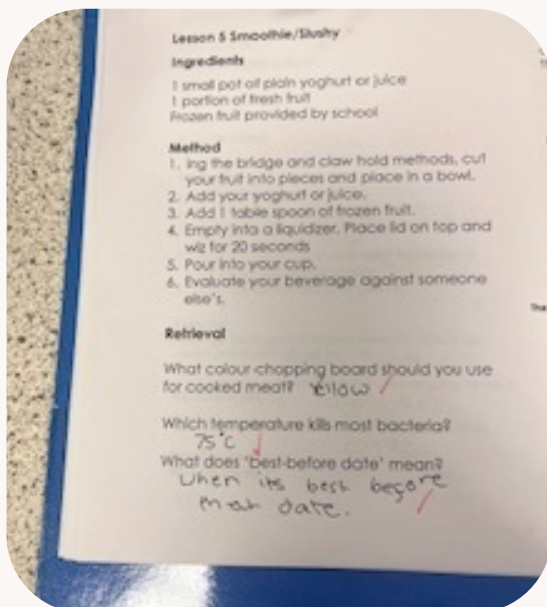 Lesson 5 Smoothie/Slushy
Ingredients
1 small pot of plain yoghurt or juice
1 portion of fresh fruit
Frozen fruit provided by school
Method
1. ing the bridge and claw hold methods, cut
your fruit into pieces and place in a bowl.
2. Add your yoghurt or juice.
3. Add 1 table spoon of frozen fruit.
4. Empty into a liquidizer. Place lid on top and
wiz for 20 seconds
5. Pour into your cup.
6. Evaluate your beverage against someone
else's.
Retrieval
What colour chopping board should you use
for cooked meat? yellow
Which temperature kills most bacteria?
75°C
What does 'best-before date' mean?
when its best before
date.
The